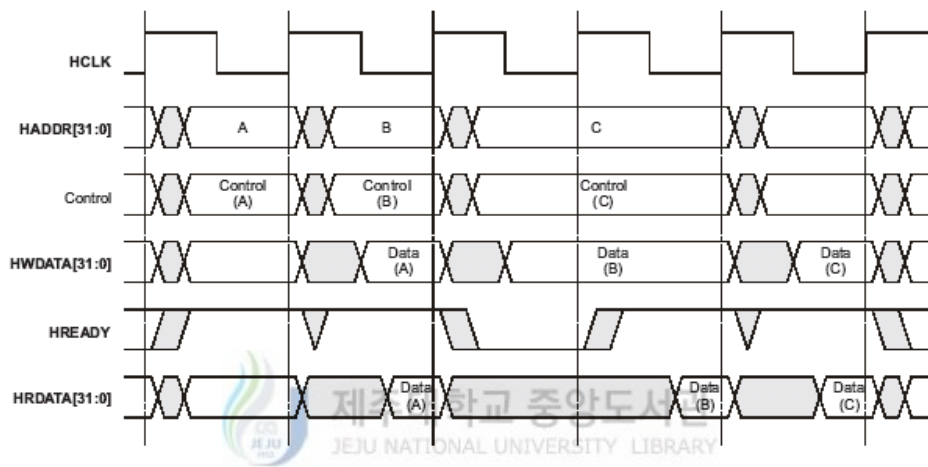 HCLK
HADDR[31:0] A B C
Control Control (A) Control (B) Control (C)
HWDATA[31:0] Data (A) Data (B) Data (C)
HREADY
HRDATA[31:0] Data (A) Data (B) Data (C)
제주대학교 중앙도서관
JEJU NATIONAL UNIVERSITY LIBRARY
JEJU